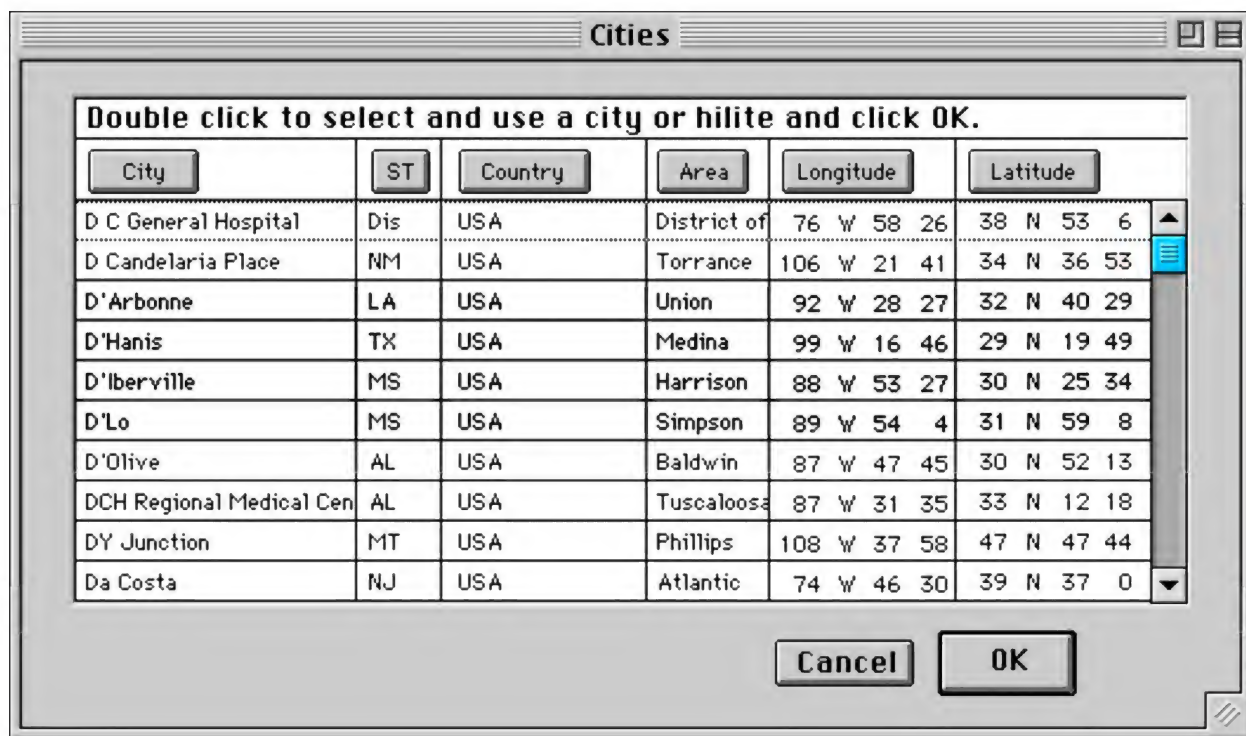 Cities
Double click to select and use a city or hilite and click OK.
City ST Country Area Longitude Latitude
D C General Hospital Dis USA District of 76 W 58 26 38 N 53 6
D Candelaria Place NM USA Torrance 106 W 21 41 34 N 36 53
D'Arbonne LA USA Union 92 W 28 27 32 N 40 29
D'Hanis TX USA Medina 99 W 16 46 29 N 19 49
D'Iberville MS USA Harrison 88 W 53 27 30 N 25 34
D'Lo MS USA Simpson 89 W 54 4 31 N 59 8
D'Olive AL USA Baldwin 87 W 47 45 30 N 52 13
DCH Regional Medical Cen AL USA Tuscaloosa 87 W 31 35 33 N 12 18
DY Junction MT USA Phillips 108 W 37 58 47 N 47 44
Da Costa NJ USA Atlantic 74 W 46 30 39 N 37 0
Cancel OK